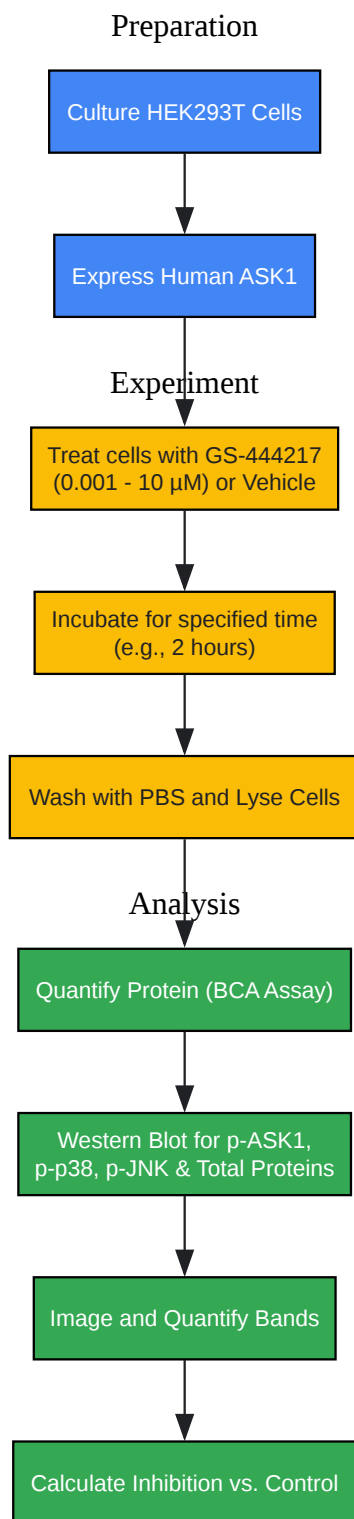 Preparation
Culture HEK293T Cells
Express Human ASK1
Experiment
Treat cells with GS-444217
(0.001 - 10 µM) or Vehicle
Incubate for specified time
(e.g., 2 hours)
Wash with PBS and Lyse Cells
Analysis
Quantify Protein (BCA Assay)
Western Blot for p-ASK1,
p-p38, p-JNK & Total Proteins
Image and Quantify Bands
Calculate Inhibition vs. Control